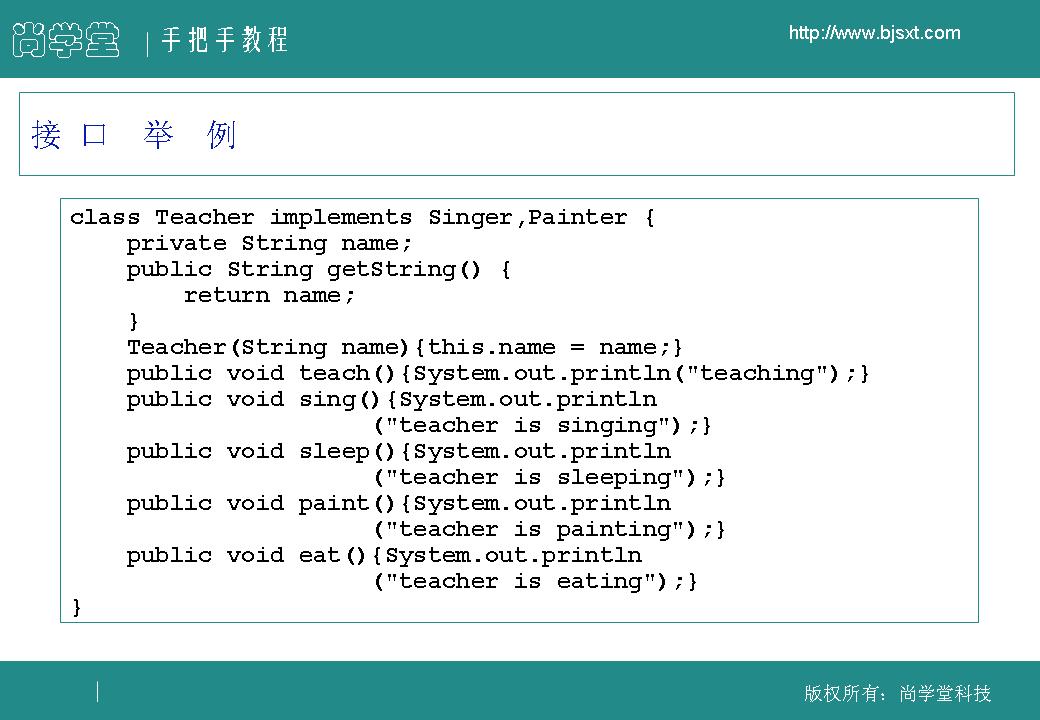 尚学堂 | 手把手教程
http://www.bjsxt.com
接 口 举 例
class Teacher implements Singer,Painter {
    private String name;
    public String getString() {
        return name;
    }
    Teacher(String name){this.name = name;}
    public void teach(){System.out.println("teaching");}
    public void sing(){System.out.println
                     ("teacher is singing");}
    public void sleep(){System.out.println
                     ("teacher is sleeping");}
    public void paint(){System.out.println
                     ("teacher is painting");}
    public void eat(){System.out.println
                     ("teacher is eating");}
}
版权所有：尚学堂科技